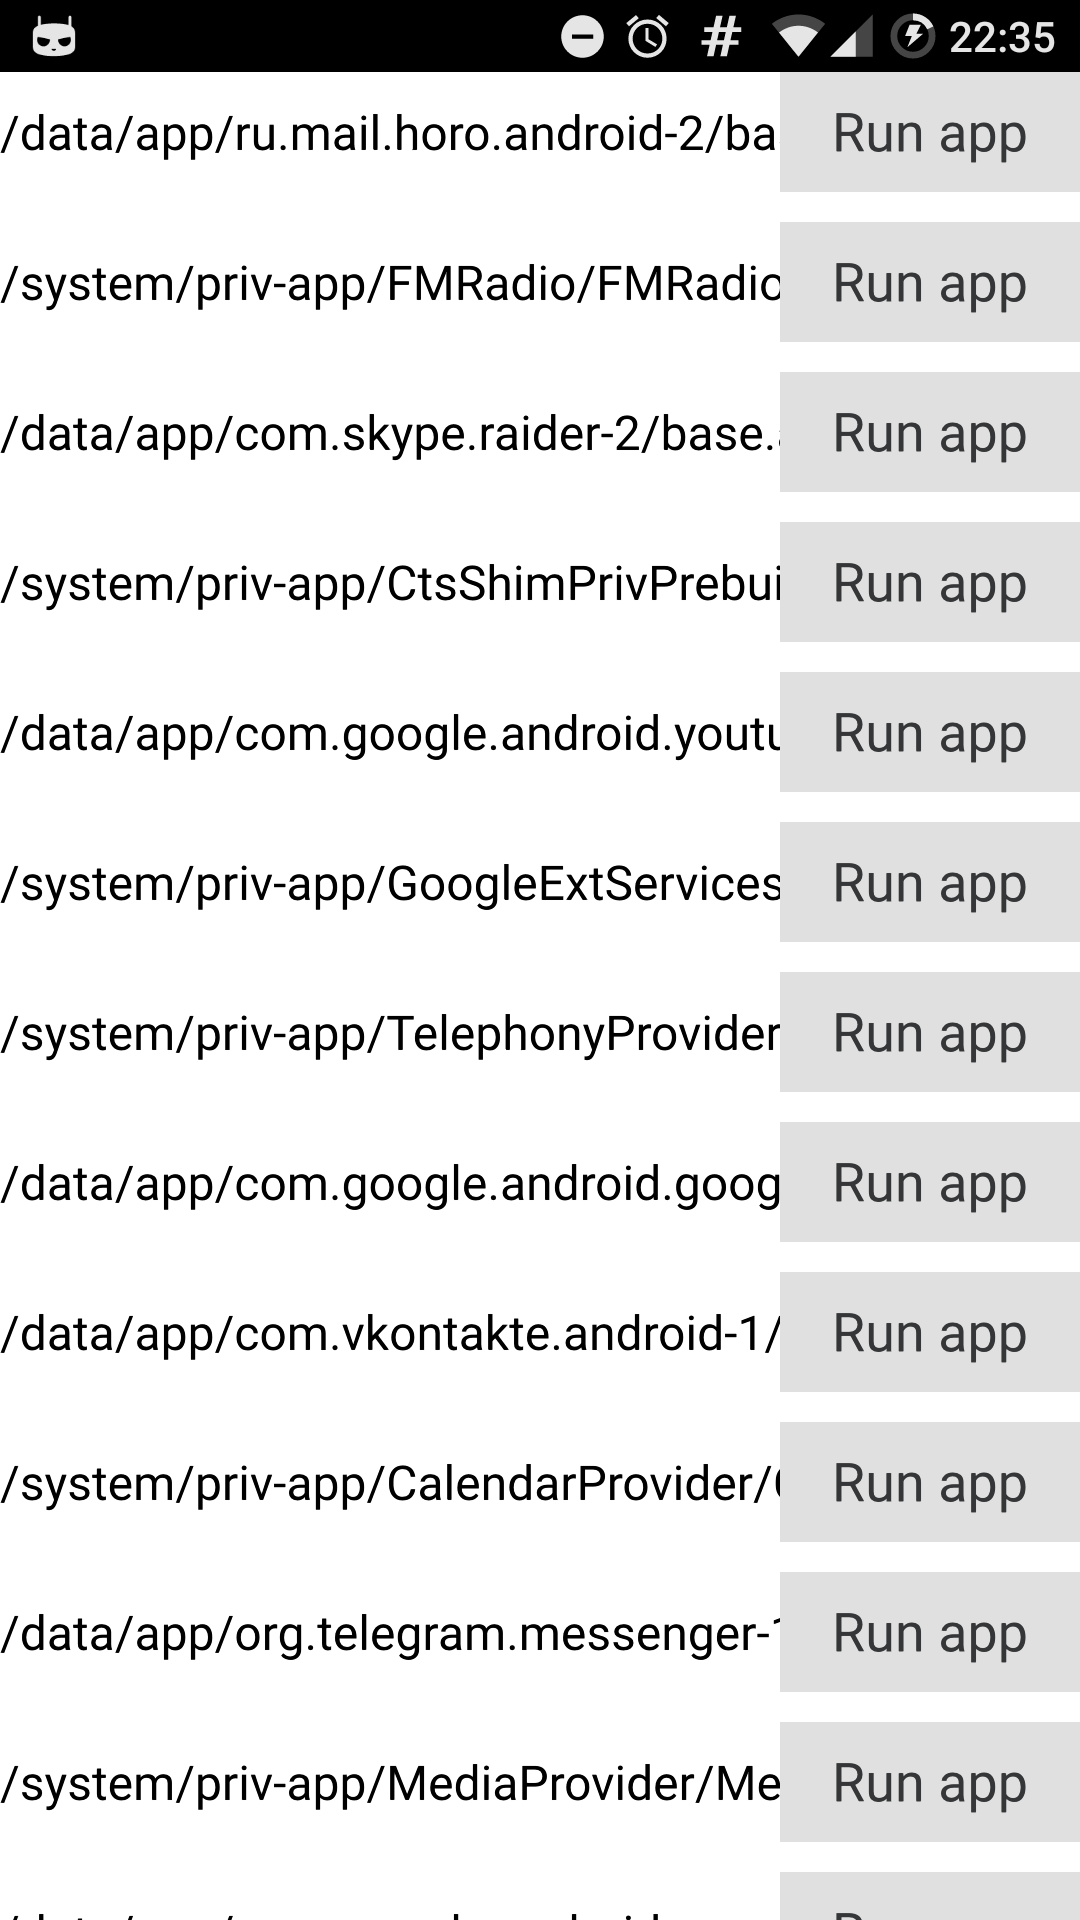 22:35
/data/app/ru.mail.horo.android-2/ba Run app
/system/priv-app/FMRadio/FMRadio Run app
/data/app/com.skype.raider-2/base. Run app
/system/priv-app/CtsShimPrivPrebui Run app
/data/app/com.google.android.youtu Run app
/system/priv-app/GoogleExtServices Run app
/system/priv-app/TelephonyProvider Run app
/data/app/com.google.android.goog Run app
/data/app/com.vkontakte.android-1/ Run app
/system/priv-app/CalendarProvider/ Run app
/data/app/org.telegram.messenger-1 Run app
/system/priv-app/MediaProvider/Me Run app